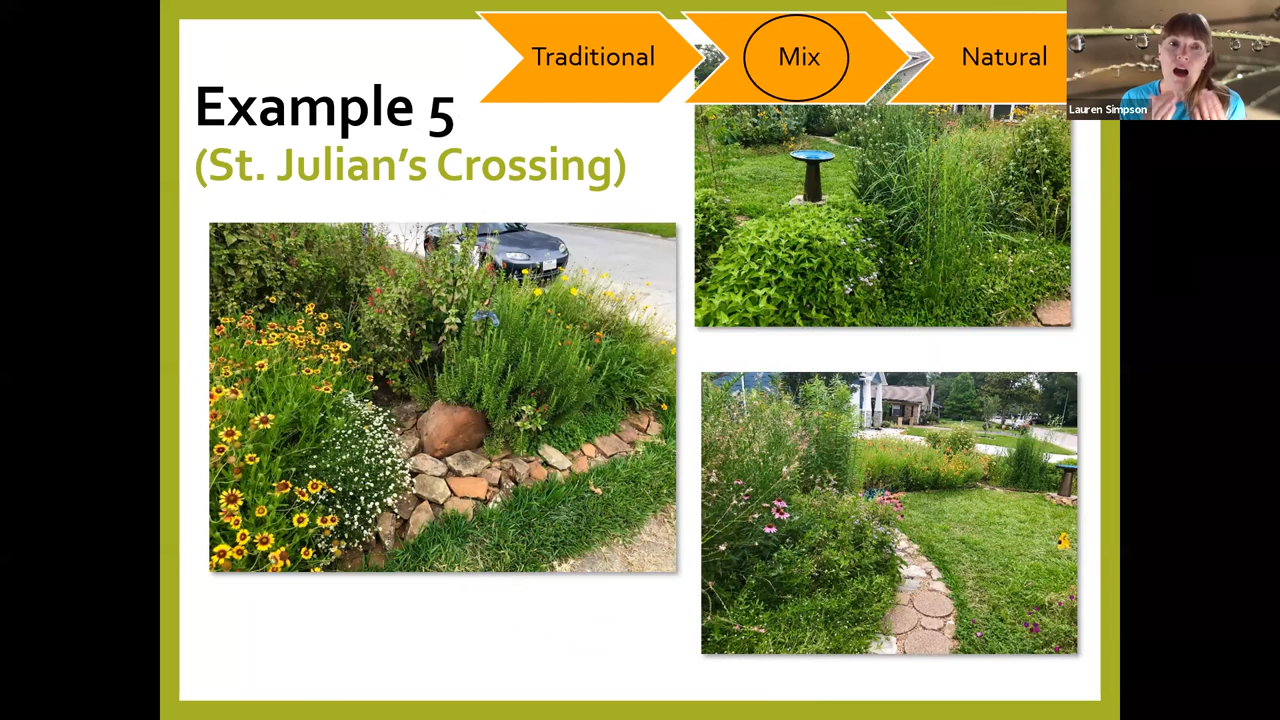 Traditional
Mix
Natural
Lauren Simpson
Example 5
(St. Julian's Crossing)